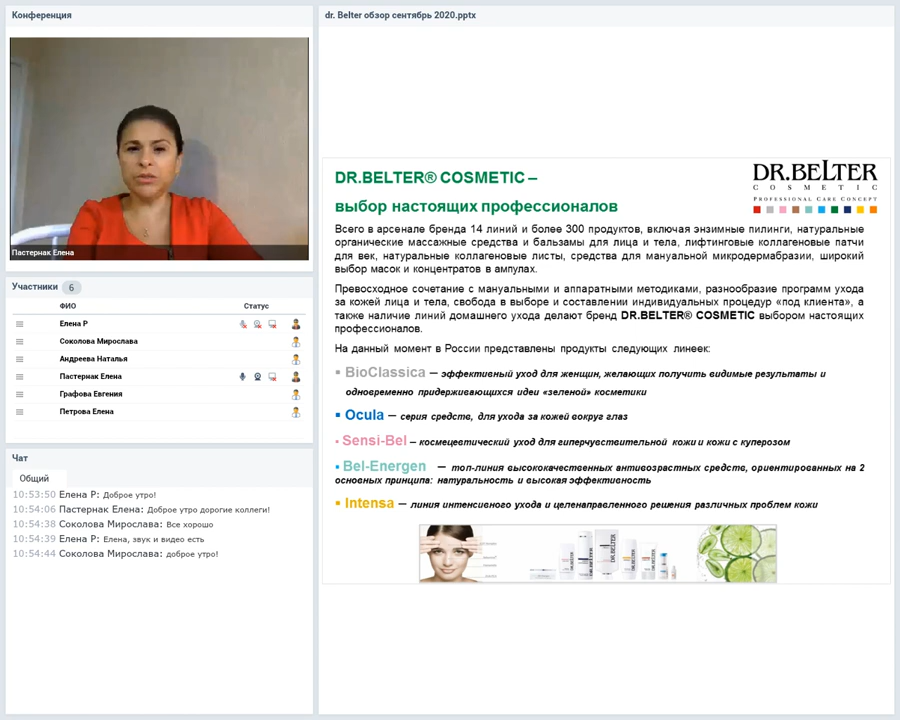 Конференция
Пастернак Елена
Участники 6
ФИО Статус
Елена Р
Соколова Мирослава
Андреева Наталья
Пастернак Елена
Графова Евгения
Петрова Елена
Чат
Общий
10:53:50 Елена Р: Доброе утро!
10:54:06 Пастернак Елена: Доброе утро дорогие коллеги!
10:54:38 Соколова Мирослава: Все хорошо
10:54:39 Елена Р: Елена, звук и видео есть
10:54:44 Соколова Мирослава: доброе утро!
dr. Belter обзор сентябрь 2020.pptx
DR.BELTER® COSMETIC –
выбор настоящих профессионалов
DR.BELTER
COSMETIC
PROFESSIONAL CARE CONCEPT
Всего в арсенале бренда 14 линий и более 300 продуктов, включая энзимные пилинги, натуральные
органические массажные средства и бальзамы для лица и тела, лифтинговые коллагеновые патчи
для век, натуральные коллагеновые листы, средства для мануальной микродермабразии, широкий
выбор масок и концентратов в ампулах.
Превосходное сочетание с мануальными и аппаратными методиками, разнообразие программ ухода
за кожей лица и тела, свобода в выборе и составлении индивидуальных процедур «под клиента», а
также наличие линий домашнего ухода делают бренд DR.BELTER® COSMETIC выбором настоящих
профессионалов.
На данный момент в России представлены продукты следующих линеек:
▪ BioClassica – эффективный уход для женщин, желающих получить видимые результаты и
одновременно придерживающихся идеи «зеленой» косметики
▪ Ocula – серия средств, для ухода за кожей вокруг глаз
▪ Sensi-Bel – космецевтический уход для гиперчувствительной кожи и кожи с куперозом
▪ Bel-Energen – топ-линия высококачественных антивозрастных средств, ориентированных на 2
основных принципа: натуральность и высокая эффективность
▪ Intensa – линия интенсивного ухода и целенаправленного решения различных проблем кожи